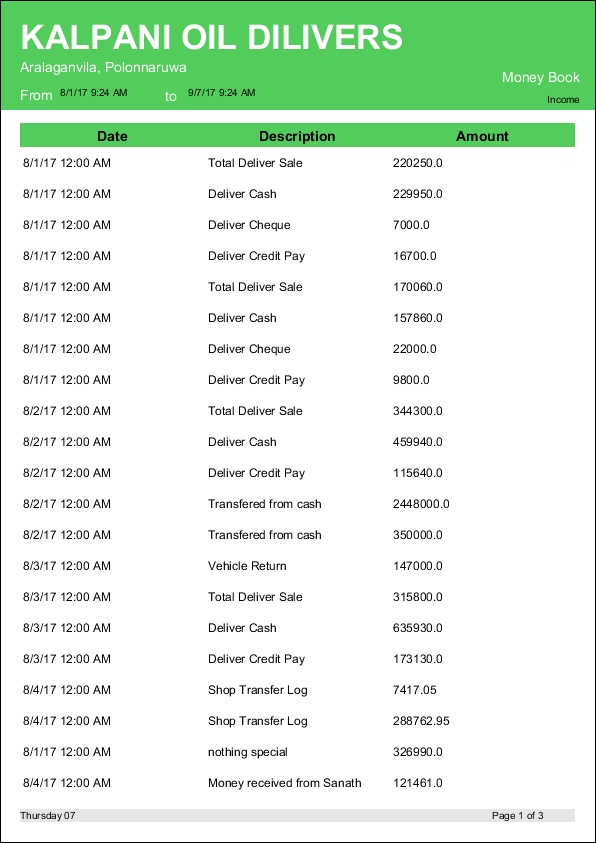 KALPANI OIL DILIVERS
Aralaganvila, Polonnaruwa
Money Book
From 8/1/17 9:24 AM to 9/7/17 9:24 AM
Income
Date Description Amount
8/1/17 12:00 AM Total Deliver Sale 220250.0
8/1/17 12:00 AM Deliver Cash 229950.0
8/1/17 12:00 AM Deliver Cheque 7000.0
8/1/17 12:00 AM Deliver Credit Pay 16700.0
8/1/17 12:00 AM Total Deliver Sale 170060.0
8/1/17 12:00 AM Deliver Cash 157860.0
8/1/17 12:00 AM Deliver Cheque 22000.0
8/1/17 12:00 AM Deliver Credit Pay 9800.0
8/2/17 12:00 AM Total Deliver Sale 344300.0
8/2/17 12:00 AM Deliver Cash 459940.0
8/2/17 12:00 AM Deliver Credit Pay 115640.0
8/2/17 12:00 AM Transfered from cash 2448000.0
8/2/17 12:00 AM Transfered from cash 350000.0
8/3/17 12:00 AM Vehicle Return 147000.0
8/3/17 12:00 AM Total Deliver Sale 315800.0
8/3/17 12:00 AM Deliver Cash 635930.0
8/3/17 12:00 AM Deliver Credit Pay 173130.0
8/4/17 12:00 AM Shop Transfer Log 7417.05
8/4/17 12:00 AM Shop Transfer Log 288762.95
8/1/17 12:00 AM nothing special 326990.0
8/4/17 12:00 AM Money received from Sanath 121461.0
Thursday 07 Page 1 of 3